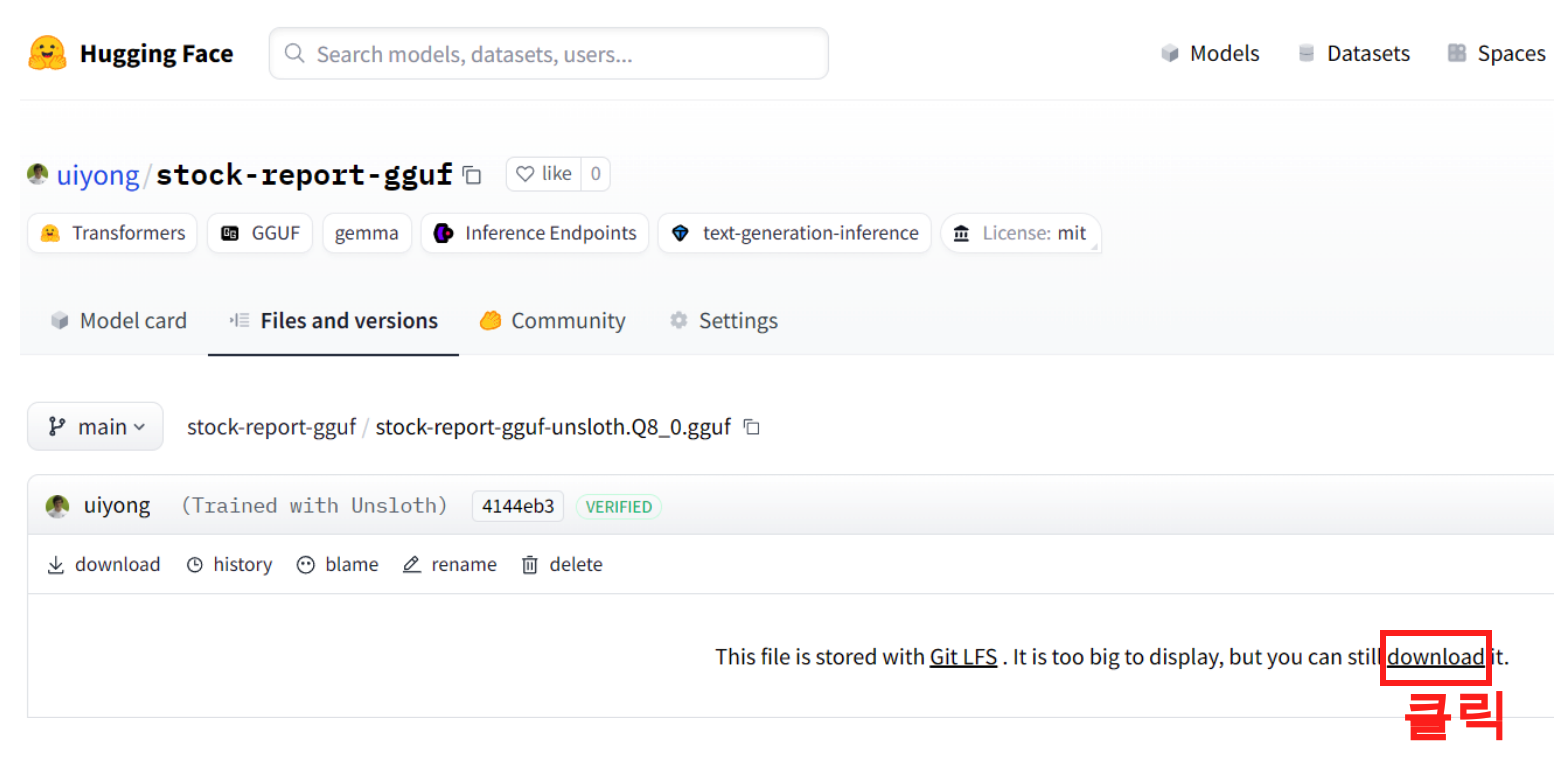 Hugging Face Search models, datasets, users... Models Datasets Spaces
uiyong/stock-report-gguf like 0
Transformers GGUF gemma Inference Endpoints text-generation-inference License: mit
Model card Files and versions Community Settings
main stock-report-gguf / stock-report-gguf-unsloth.Q8_0.gguf
uiyong (Trained with Unsloth) 4144eb3 VERIFIED
download history blame rename delete
This file is stored with Git LFS . It is too big to display, but you can still download it.
클릭